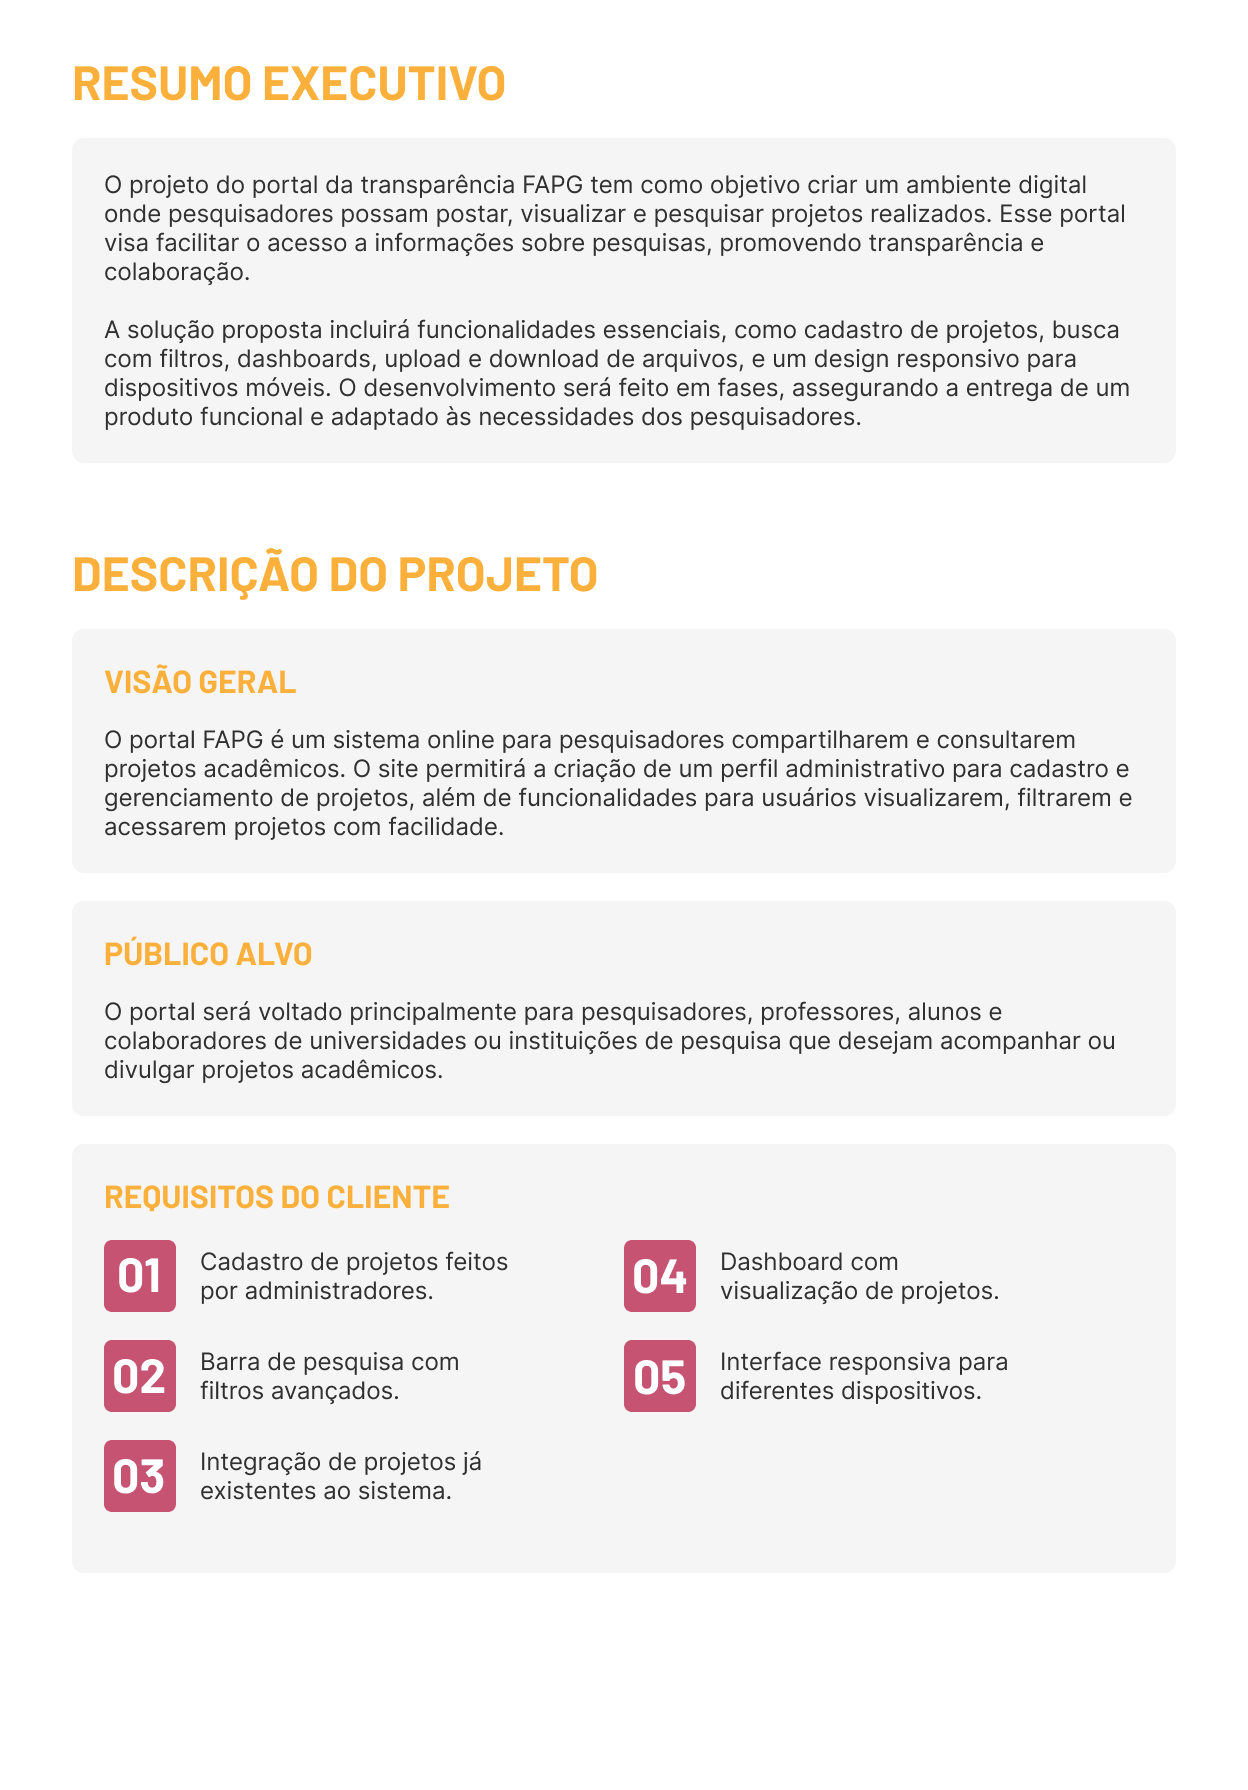 RESUMO EXECUTIVO
O projeto do portal da transparência FAPG tem como objetivo criar um ambiente digital
onde pesquisadores possam postar, visualizar e pesquisar projetos realizados. Esse portal
visa facilitar o acesso a informações sobre pesquisas, promovendo transparência e
colaboração.
A solução proposta incluirá funcionalidades essenciais, como cadastro de projetos, busca
com filtros, dashboards, upload e download de arquivos, e um design responsivo para
dispositivos móveis. O desenvolvimento será feito em fases, assegurando a entrega de um
produto funcional e adaptado às necessidades dos pesquisadores.
DESCRIÇÃO DO PROJETO
VISÃO GERAL
O portal FAPG é um sistema online para pesquisadores compartilharem e consultarem
projetos acadêmicos. O site permitirá a criação de um perfil administrativo para cadastro e
gerenciamento de projetos, além de funcionalidades para usuários visualizarem, filtrarem e
acessarem projetos com facilidade.
PÚBLICO ALVO
O portal será voltado principalmente para pesquisadores, professores, alunos e
colaboradores de universidades ou instituições de pesquisa que desejam acompanhar ou
divulgar projetos acadêmicos.
REQUISITOS DO CLIENTE
01
Cadastro de projetos feitos
por administradores.
02
Barra de pesquisa com
filtros avançados.
03
Integração de projetos já
existentes ao sistema.
04
Dashboard com
visualização de projetos.
05
Interface responsiva para
diferentes dispositivos.